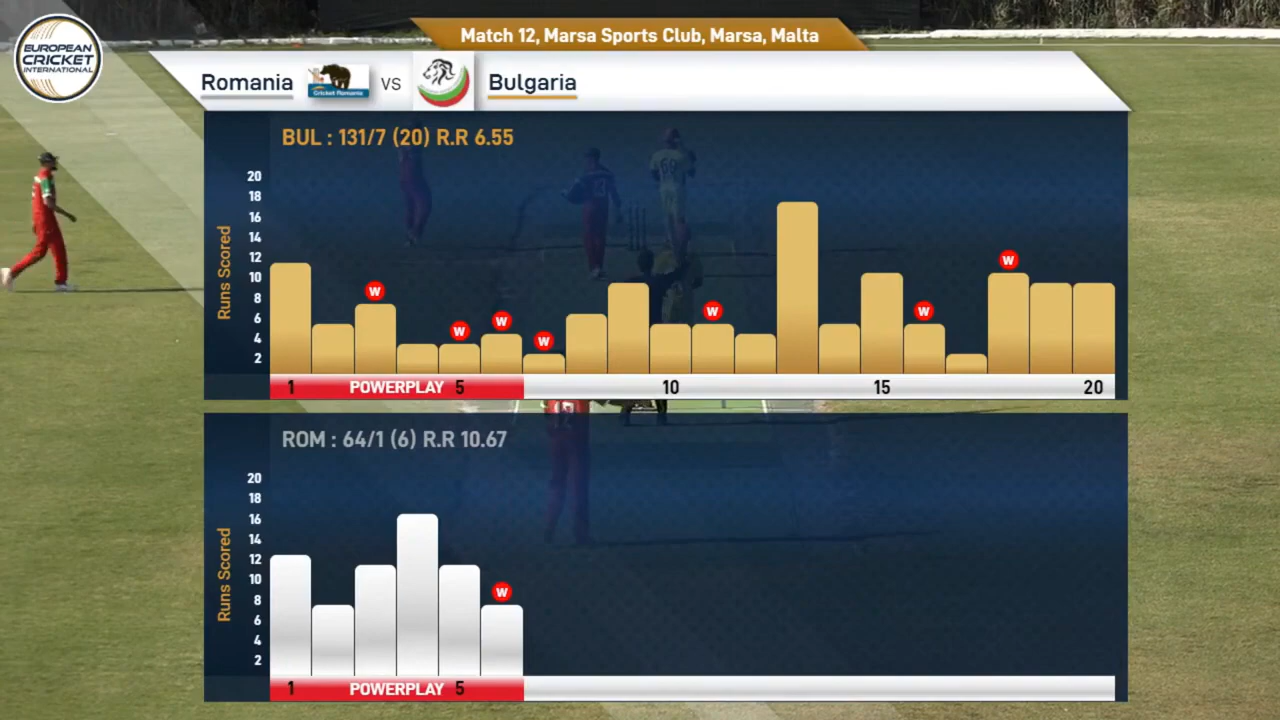 EUROPEAN
CRICKET
INTERNATIONAL
Match 12, Marsa Sports Club, Marsa, Malta
Romania Cricket Romania vs Bulgaria
BUL : 131/7 (20) R.R 6.55
Runs Scored
20
18
16
14
12
10
8
6
4
2
W W W W W W W
1 POWERPLAY 5 10 15 20
ROM : 64/1 (6) R.R 10.67
Runs Scored
20
18
16
14
12
10
8
6
4
2
W
1 POWERPLAY 5